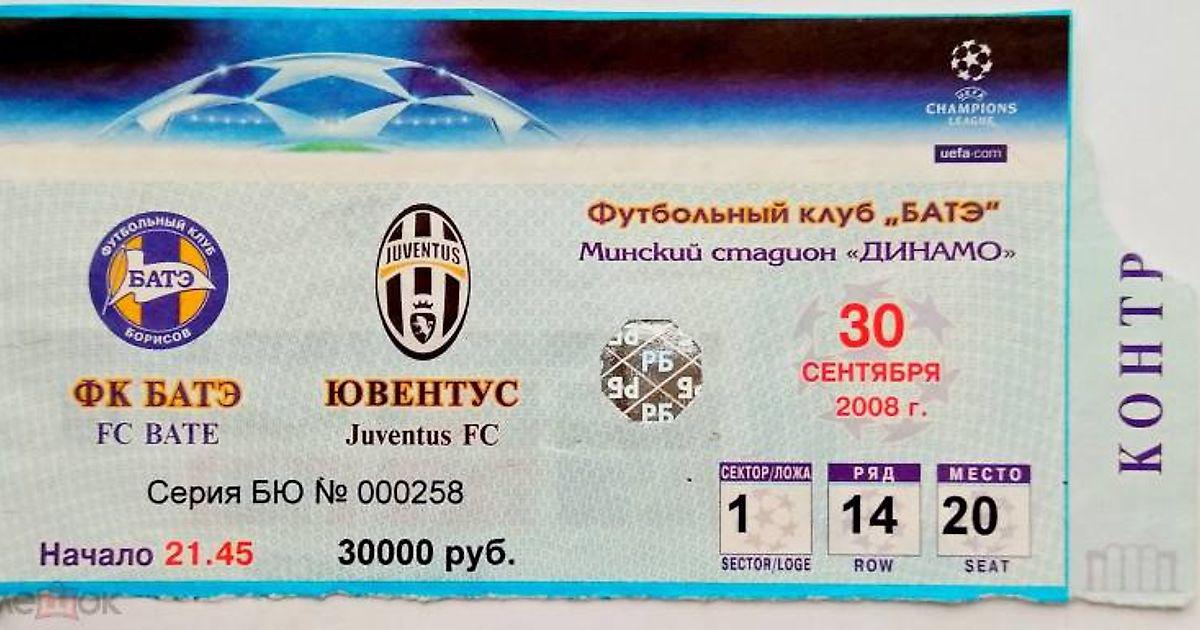 UEFA
CHAMPIONS
LEAGUE
uefa.com
ФУТБОЛЬНЫЙ КЛУБ
БАТЭ
БОРИСОВ
JUVENTUS
Футбольный клуб „БАТЭ”
Минский стадион «ДИНАМО»
30
СЕНТЯБРЯ
2008 г.
РБ
РБ
ФК БАТЭ
FC BATE
ЮВЕНТУС
Juventus FC
Серия БЮ № 000258
Начало 21.45
30000 руб.
СЕКТОР/ЛОЖА
1
SECTOR/LOGE
РЯД
14
ROW
МЕСТО
20
SEAT
КОНТР